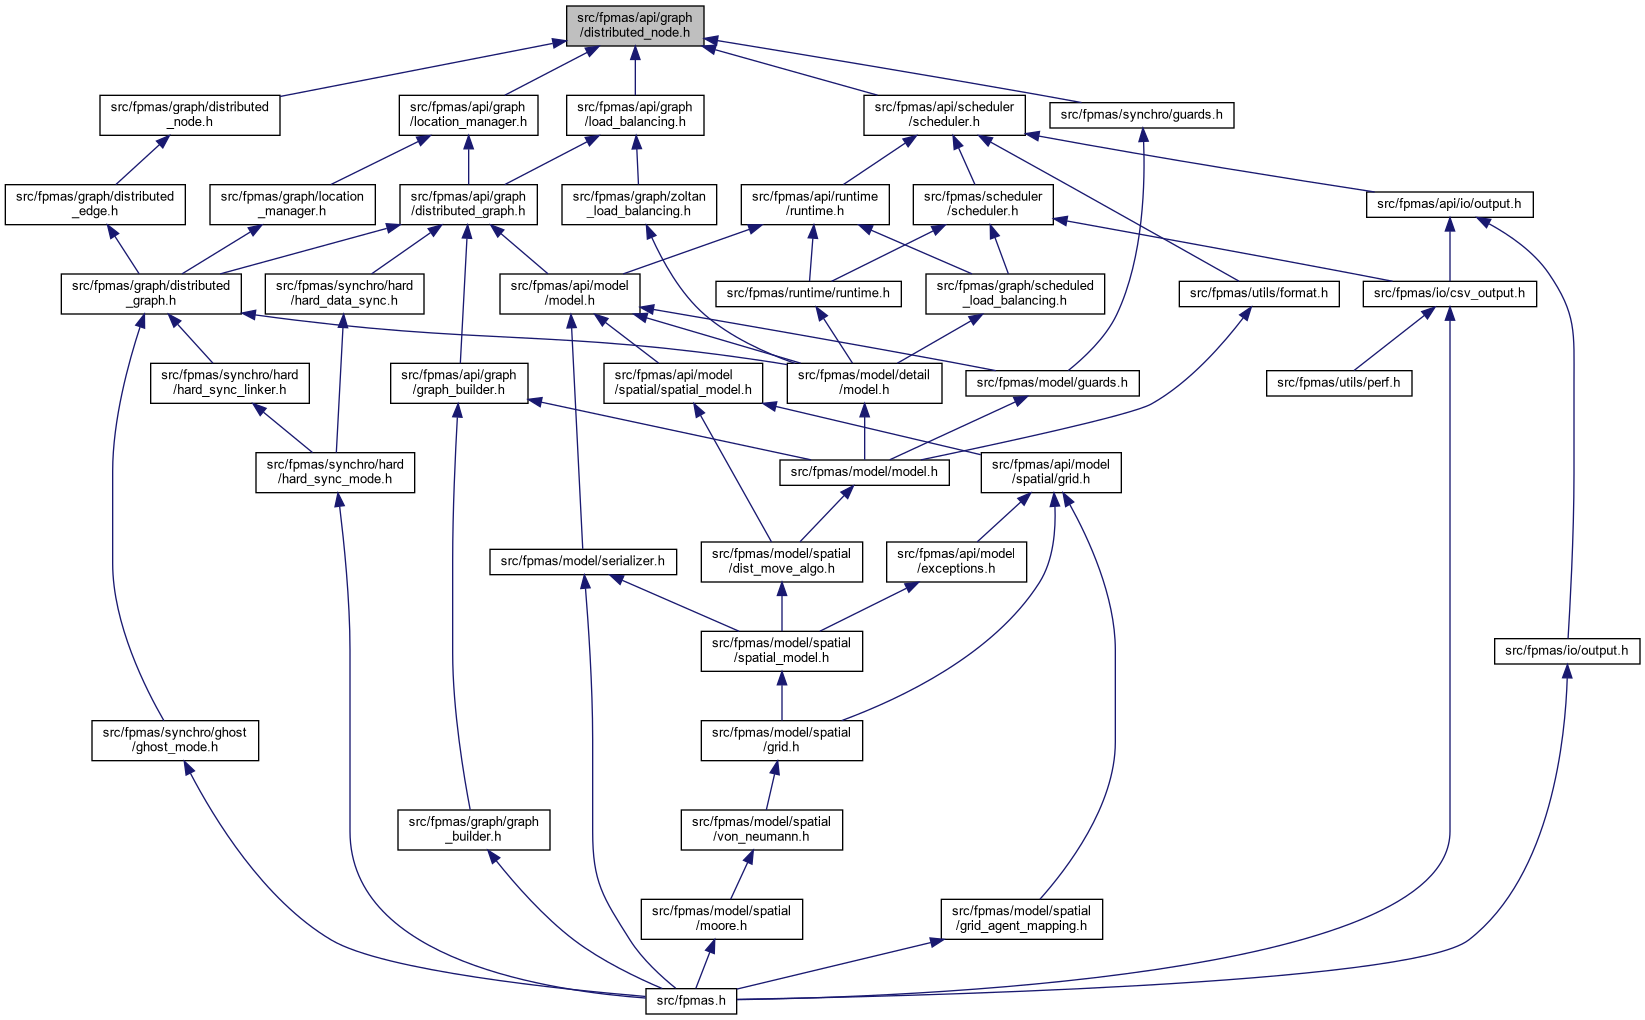 src/fpmas/api/graph
/distributed_node.h
src/fpmas/graph/distributed
_node.h
src/fpmas/api/graph
/location_manager.h
src/fpmas/api/graph
/load_balancing.h
src/fpmas/api/scheduler
/scheduler.h
src/fpmas/synchro/guards.h
src/fpmas/graph/distributed
_edge.h
src/fpmas/graph/location
_manager.h
src/fpmas/api/graph
/distributed_graph.h
src/fpmas/graph/zoltan
_load_balancing.h
src/fpmas/api/runtime
/runtime.h
src/fpmas/scheduler
/scheduler.h
src/fpmas/api/io/output.h
src/fpmas/graph/distributed
_graph.h
src/fpmas/synchro/hard
/hard_data_sync.h
src/fpmas/api/model
/model.h
src/fpmas/runtime/runtime.h
src/fpmas/graph/scheduled
_load_balancing.h
src/fpmas/utils/format.h
src/fpmas/io/csv_output.h
src/fpmas/synchro/hard
/hard_sync_linker.h
src/fpmas/api/graph
/graph_builder.h
src/fpmas/api/model
/spatial/spatial_model.h
src/fpmas/model/detail
/model.h
src/fpmas/model/guards.h
src/fpmas/utils/perf.h
src/fpmas/synchro/hard
/hard_sync_mode.h
src/fpmas/model/model.h
src/fpmas/api/model
/spatial/grid.h
src/fpmas/model/serializer.h
src/fpmas/model/spatial
/dist_move_algo.h
src/fpmas/api/model
/exceptions.h
src/fpmas/model/spatial
/spatial_model.h
src/fpmas/io/output.h
src/fpmas/synchro/ghost
/ghost_mode.h
src/fpmas/model/spatial
/grid.h
src/fpmas/graph/graph
_builder.h
src/fpmas/model/spatial
/von_neumann.h
src/fpmas/model/spatial
/moore.h
src/fpmas/model/spatial
/grid_agent_mapping.h
src/fpmas.h